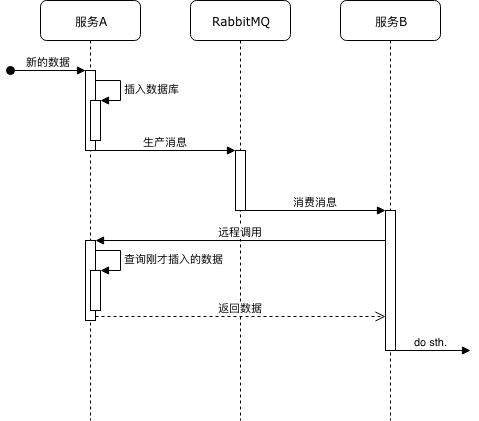 服务A
RabbitMQ
服务B
新的数据
插入数据库
生产消息
消费消息
远程调用
查询刚才插入的数据
返回数据
do sth.